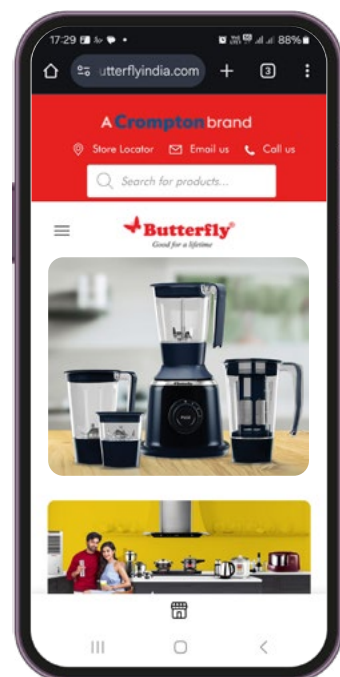 17:29
88%
utterflyindia.com
3
A Crompton brand
Store Locator Email us Call us
Search for products...
Butterfly®
Good for a lifetime